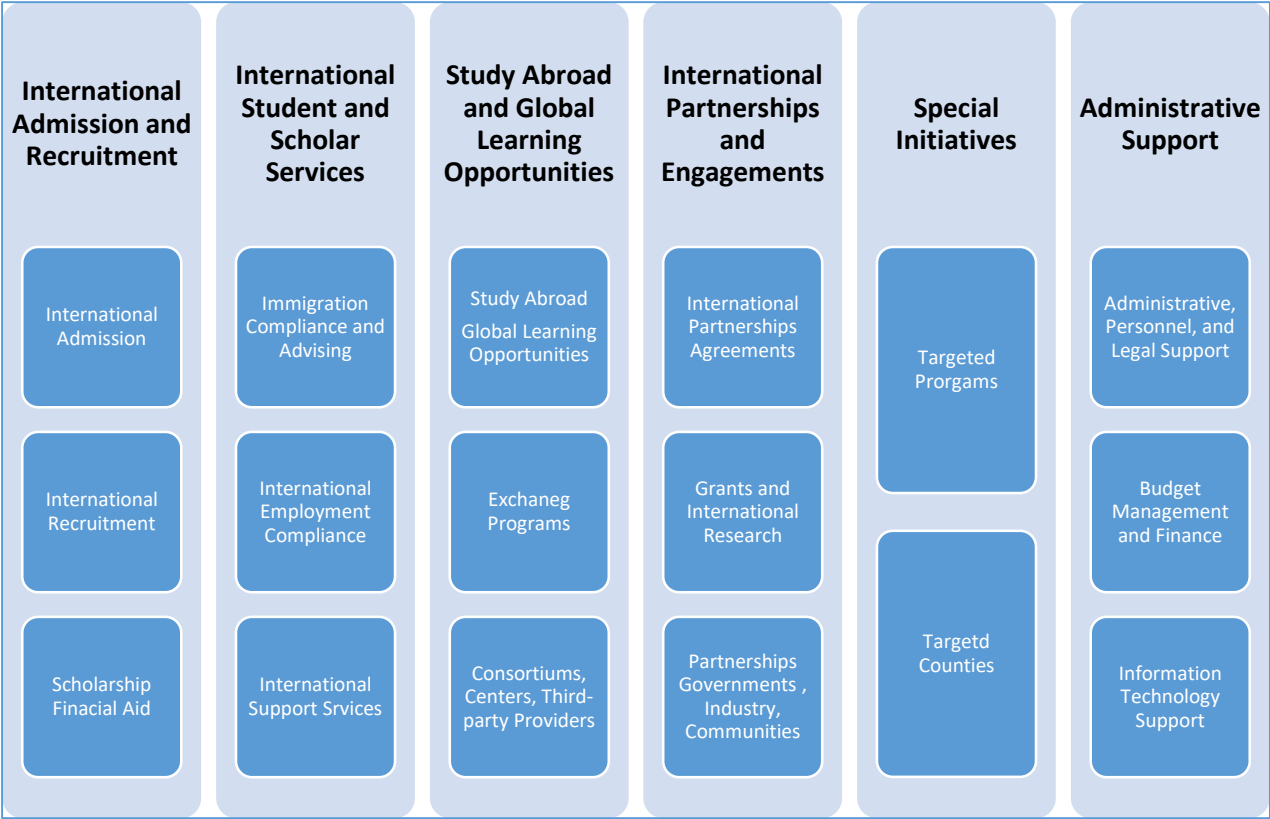 International
Admission and
Recruitment
International
Admission
International
Recruitment
Scholarship
Finacial Aid
International
Student and
Scholar
Services
Immigration
Compliance and
Advising
International
Employment
Compliance
International
Support Srvices
Study Abroad
and Global
Learning
Opportunities
Study Abroad
Global Learning
Opportunities
Exchaneg
Programs
Consortiums,
Centers, Third-
party Providers
International
Partnerships
and
Engagements
International
Partnerships
Agreements
Grants and
International
Research
Partnerships
Governments ,
Industry,
Communities
Special
Initiatives
Targeted
Prorgams
Targetd
Counties
Administrative
Support
Administrative,
Personnel, and
Legal Support
Budget
Management
and Finance
Information
Technology
Support